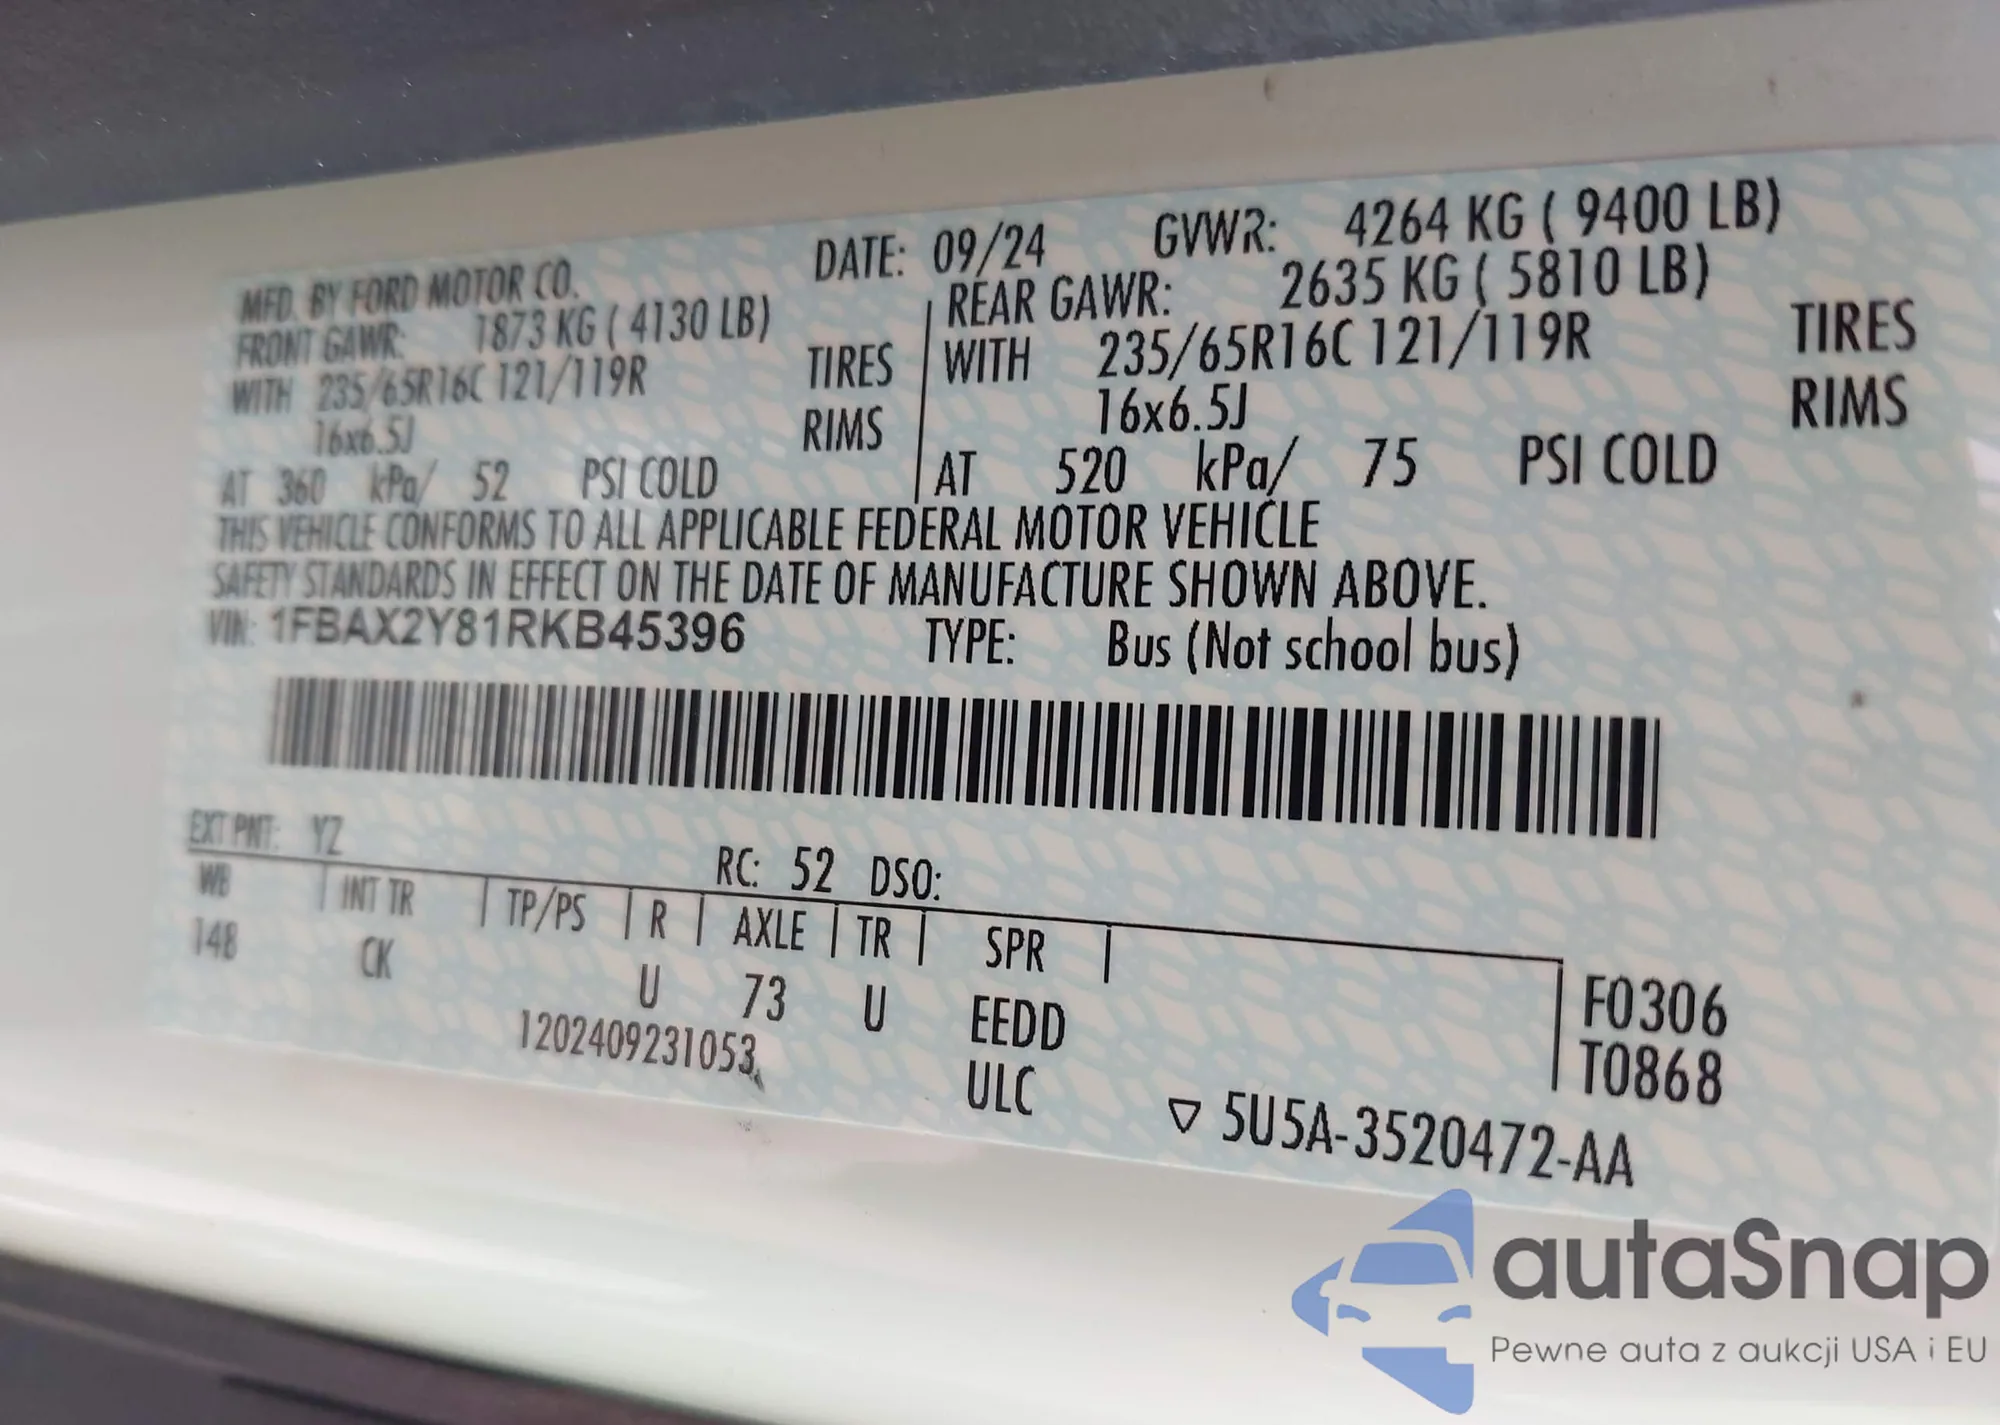 MFD. BY FORD MOTOR CO. DATE: 09/24 GVWR: 4264 KG ( 9400 LB)
FRONT GAWR: 1873 KG ( 4130 LB)
WITH 235/65R16C 121/119R TIRES
16x6.5J RIMS
AT 360 kPa/ 52 PSI COLD
REAR GAWR: 2635 KG ( 5810 LB)
WITH 235/65R16C 121/119R TIRES
16x6.5J RIMS
AT 520 kPa/ 75 PSI COLD
THIS VEHICLE CONFORMS TO ALL APPLICABLE FEDERAL MOTOR VEHICLE
SAFETY STANDARDS IN EFFECT ON THE DATE OF MANUFACTURE SHOWN ABOVE.
VIN: 1FBAX2Y81RKB45396 TYPE: Bus (Not school bus)
EXT PNT: YZ RC: 52 DSO:
WB INT TR TP/PS R AXLE TR SPR
148 CK U 73 U EEDD
F0306
T0868
1202409231053 ULC
▽ 5U5A-3520472-AA
autaSnap
Pewne auta z aukcji USA i EU